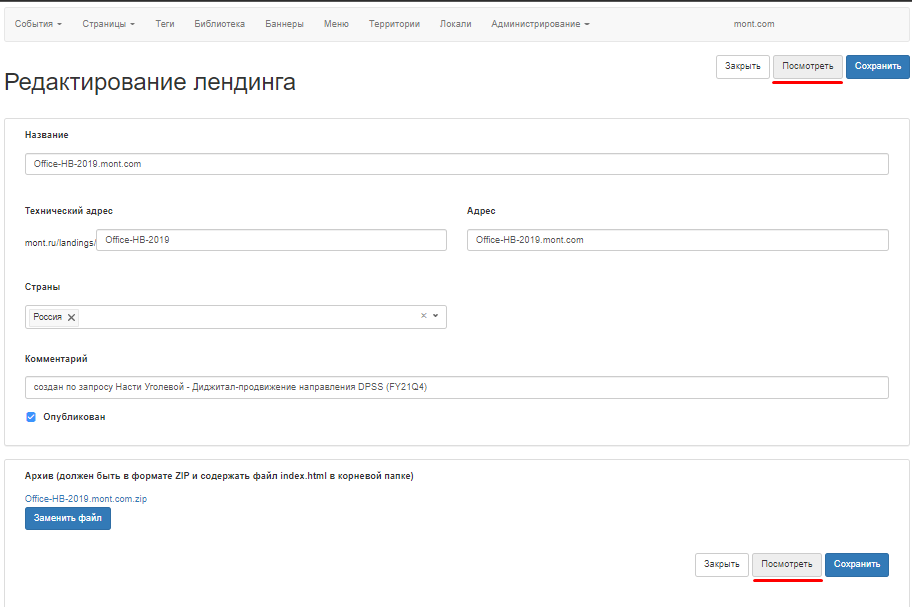 События Страницы Теги Библиотека Баннеры Меню Территории Локали Администрирование mont.com
Закрыть Посмотреть Сохранить
Редактирование лендинга
Название
Office-HB-2019.mont.com
Технический адрес Адрес
mont.ru/landings/ Office-HB-2019 Office-HB-2019.mont.com
Страны
Россия
Комментарий
создан по запросу Насти Уголевой - Диджитал-продвижение направления DPSS (FY21Q4)
Опубликован
Архив (должен быть в формате ZIP и содержать файл index.html в корневой папке)
Office-HB-2019.mont.com.zip
Заменить файл
Закрыть Посмотреть Сохранить